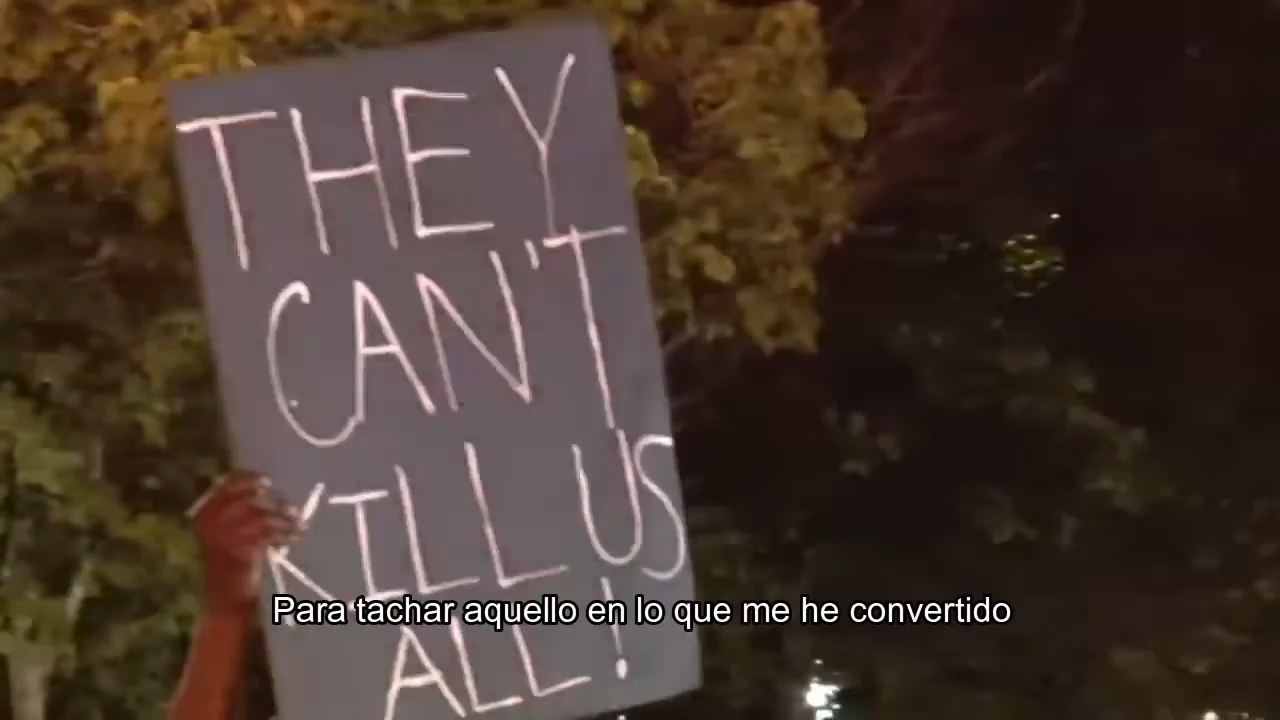 THEY
CAN'T
KILL US
ALL!
Para tachar aquello en lo que me he convertido